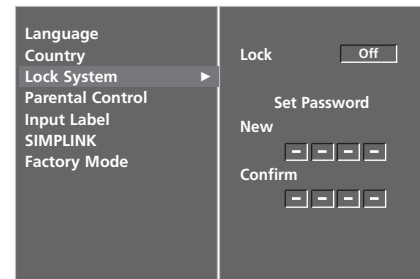 Language
Country
Lock System ►
Parental Control
Input Label
SIMPLINK
Factory Mode
Lock Off
Set Password
New
– – – –
Confirm
– – – –